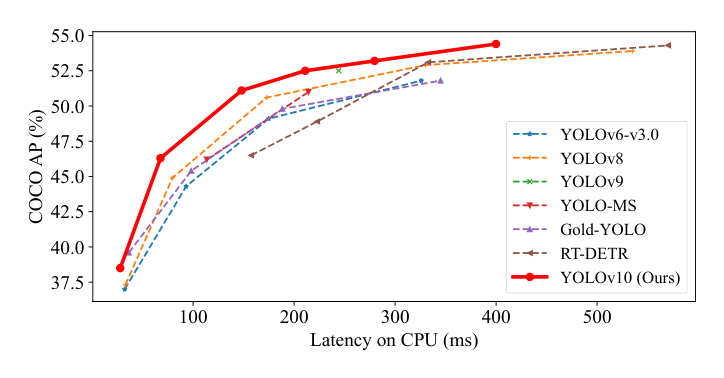 COCO AP (%)
55.0
52.5
50.0
47.5
45.0
42.5
40.0
37.5
100
200
300
400
500
Latency on CPU (ms)
YOLOv6-v3.0
YOLOv8
YOLOv9
YOLO-MS
Gold-YOLO
RT-DETR
YOLOv10 (Ours)